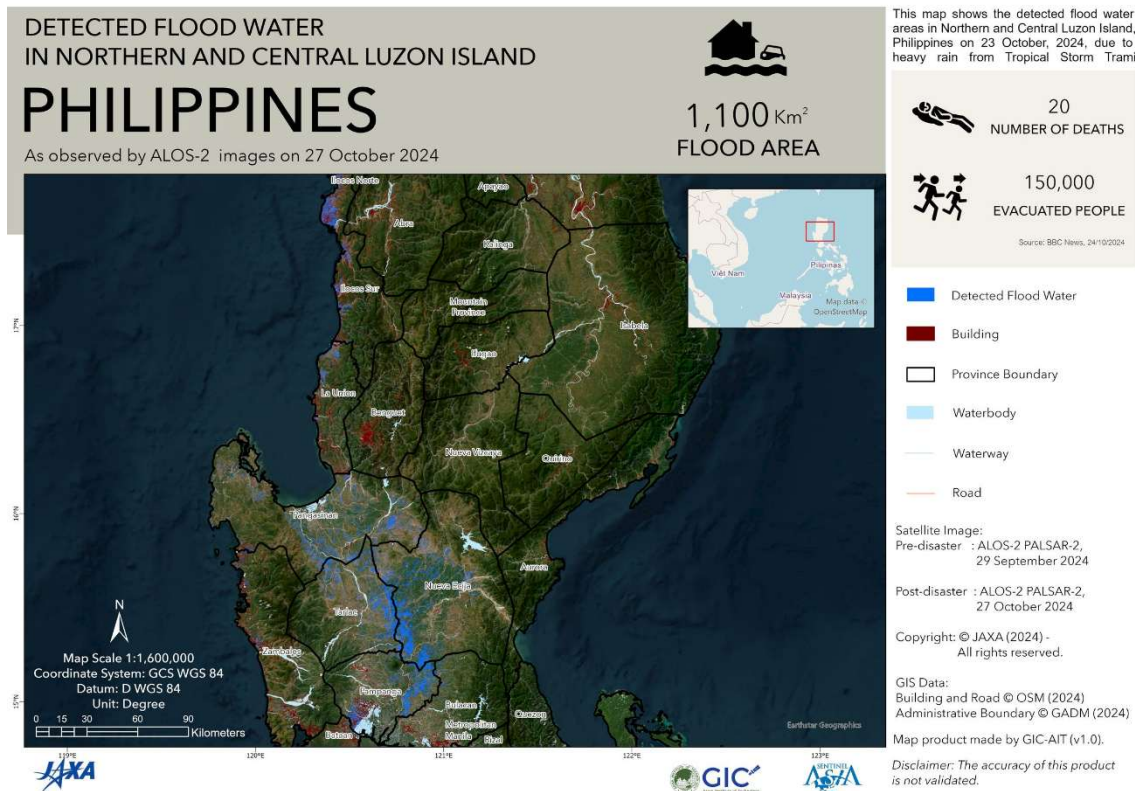 DETECTED FLOOD WATER
IN NORTHERN AND CENTRAL LUZON ISLAND
PHILIPPINES
As observed by ALOS-2 images on 27 October 2024
1,100 Km²
FLOOD AREA
This map shows the detected flood water
areas in Northern and Central Luzon Island,
Philippines on 23 October, 2024, due to
heavy rain from Tropical Storm Trami
20
NUMBER OF DEATHS
150,000
EVACUATED PEOPLE
Source: BBC News, 24/10/2024
Detected Flood Water
Building
Province Boundary
Waterbody
Waterway
Road
Satellite Image:
Pre-disaster : ALOS-2 PALSAR-2,
29 September 2024
Post-disaster : ALOS-2 PALSAR-2,
27 October 2024
Copyright: © JAXA (2024) -
All rights reserved.
GIS Data:
Building and Road © OSM (2024)
Administrative Boundary © GADM (2024)
Map product made by GIC-AIT (v1.0).
Disclaimer: The accuracy of this product
is not validated.
Ilocos Norte
Apayao
Abra
Kalinga
Ilocos Sur
Mountain
Province
Isabela
Ifugao
La Union
Benguet
Nueva Vizcaya
Quirino
Pangasinan
Aurora
Nueva Ecija
Tarlac
Zambales
Pampanga
Bulacan
Metropolitan
Manila
Rizal
Quezon
Bataan
Việt Nam
Pilipinas
Malaysia
Map data ©
OpenStreetMap
N
Map Scale 1:1,600,000
Coordinate System: GCS WGS 84
Datum: D WGS 84
Unit: Degree
0 15 30 60 90
Kilometers
Earthstar Geographics
17°N
16°N
15°N
119°E
120°E
121°E
122°E
123°E
JAXA
GIC
SENTINEL
ASIA